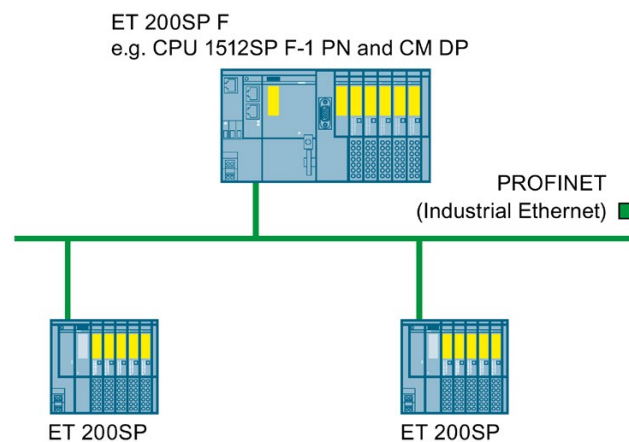 ET 200SP F
e.g. CPU 1512SP F-1 PN and CM DP
PROFINET
(Industrial Ethernet)
ET 200SP
ET 200SP